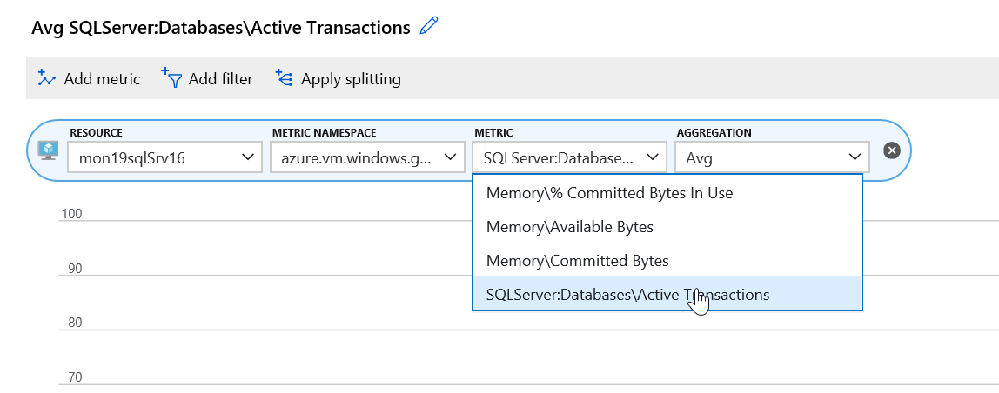 Avg SQLServer:Databases\Active Transactions
Add metric Add filter Apply splitting
RESOURCE METRIC NAMESPACE METRIC AGGREGATION
mon19sqlSrv16 azure.vm.windows.g... SQLServer:Database... Avg
Memory\% Committed Bytes In Use
100
Memory\Available Bytes
Memory\Committed Bytes
90
SQLServer:Databases\Active Transactions
80
70